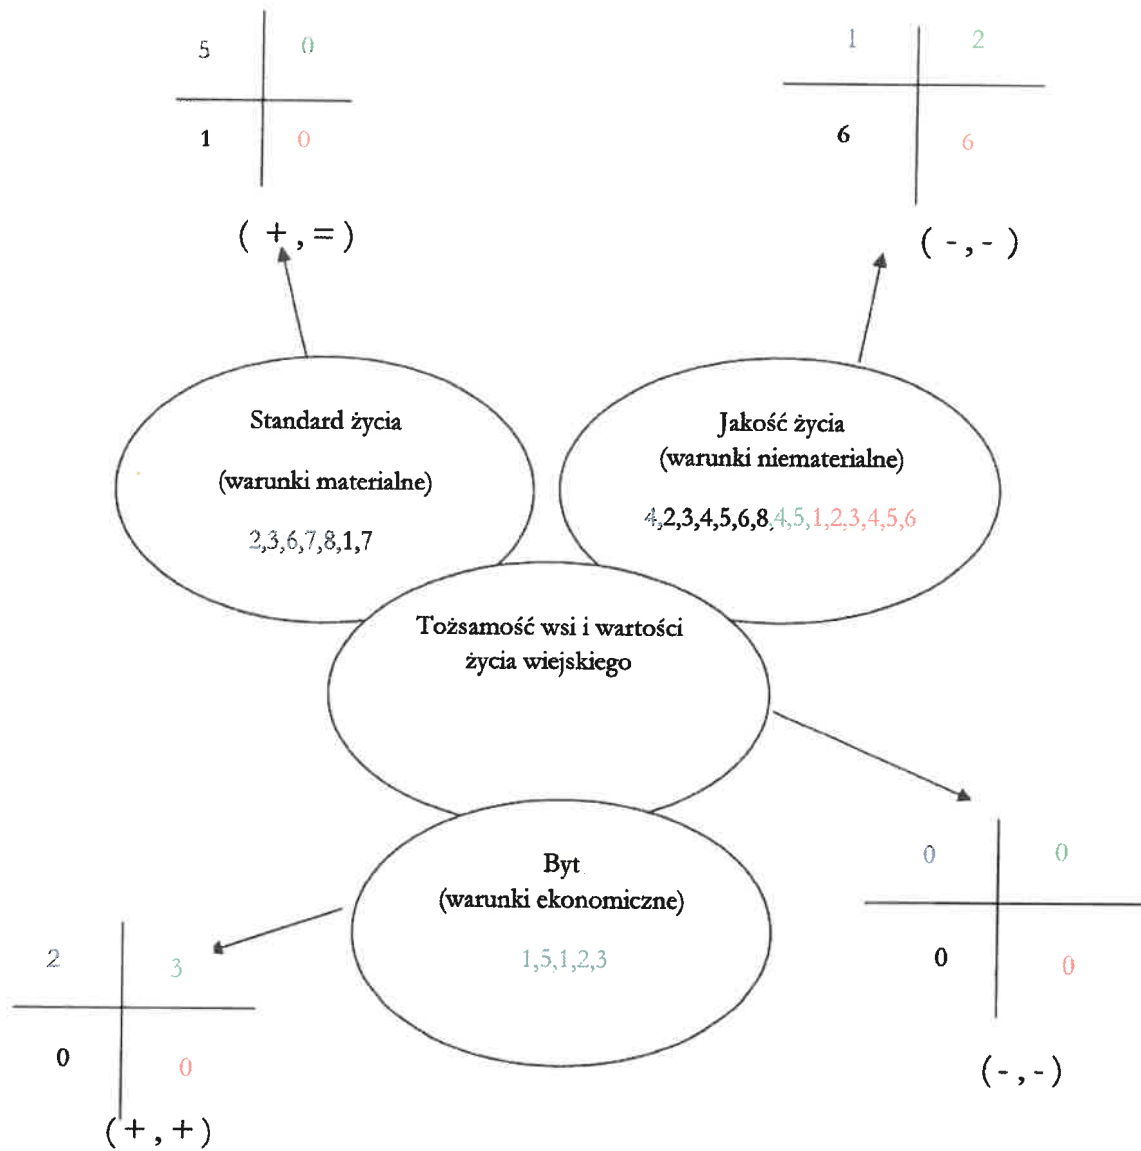 5 0
1 0
( + , = )
1 2
6 6
( - , - )
Standard życia
(warunki materialne)
2,3,6,7,8,1,7
Jakość życia
(warunki niematerialne)
4,2,3,4,5,6,8,4,5,1,2,3,4,5,6
Tożsamość wsi i wartości
życia wiejskiego
Byt
(warunki ekonomiczne)
1,5,1,2,3
0 0
0 0
( - , - )
2 3
0 0
( + , + )